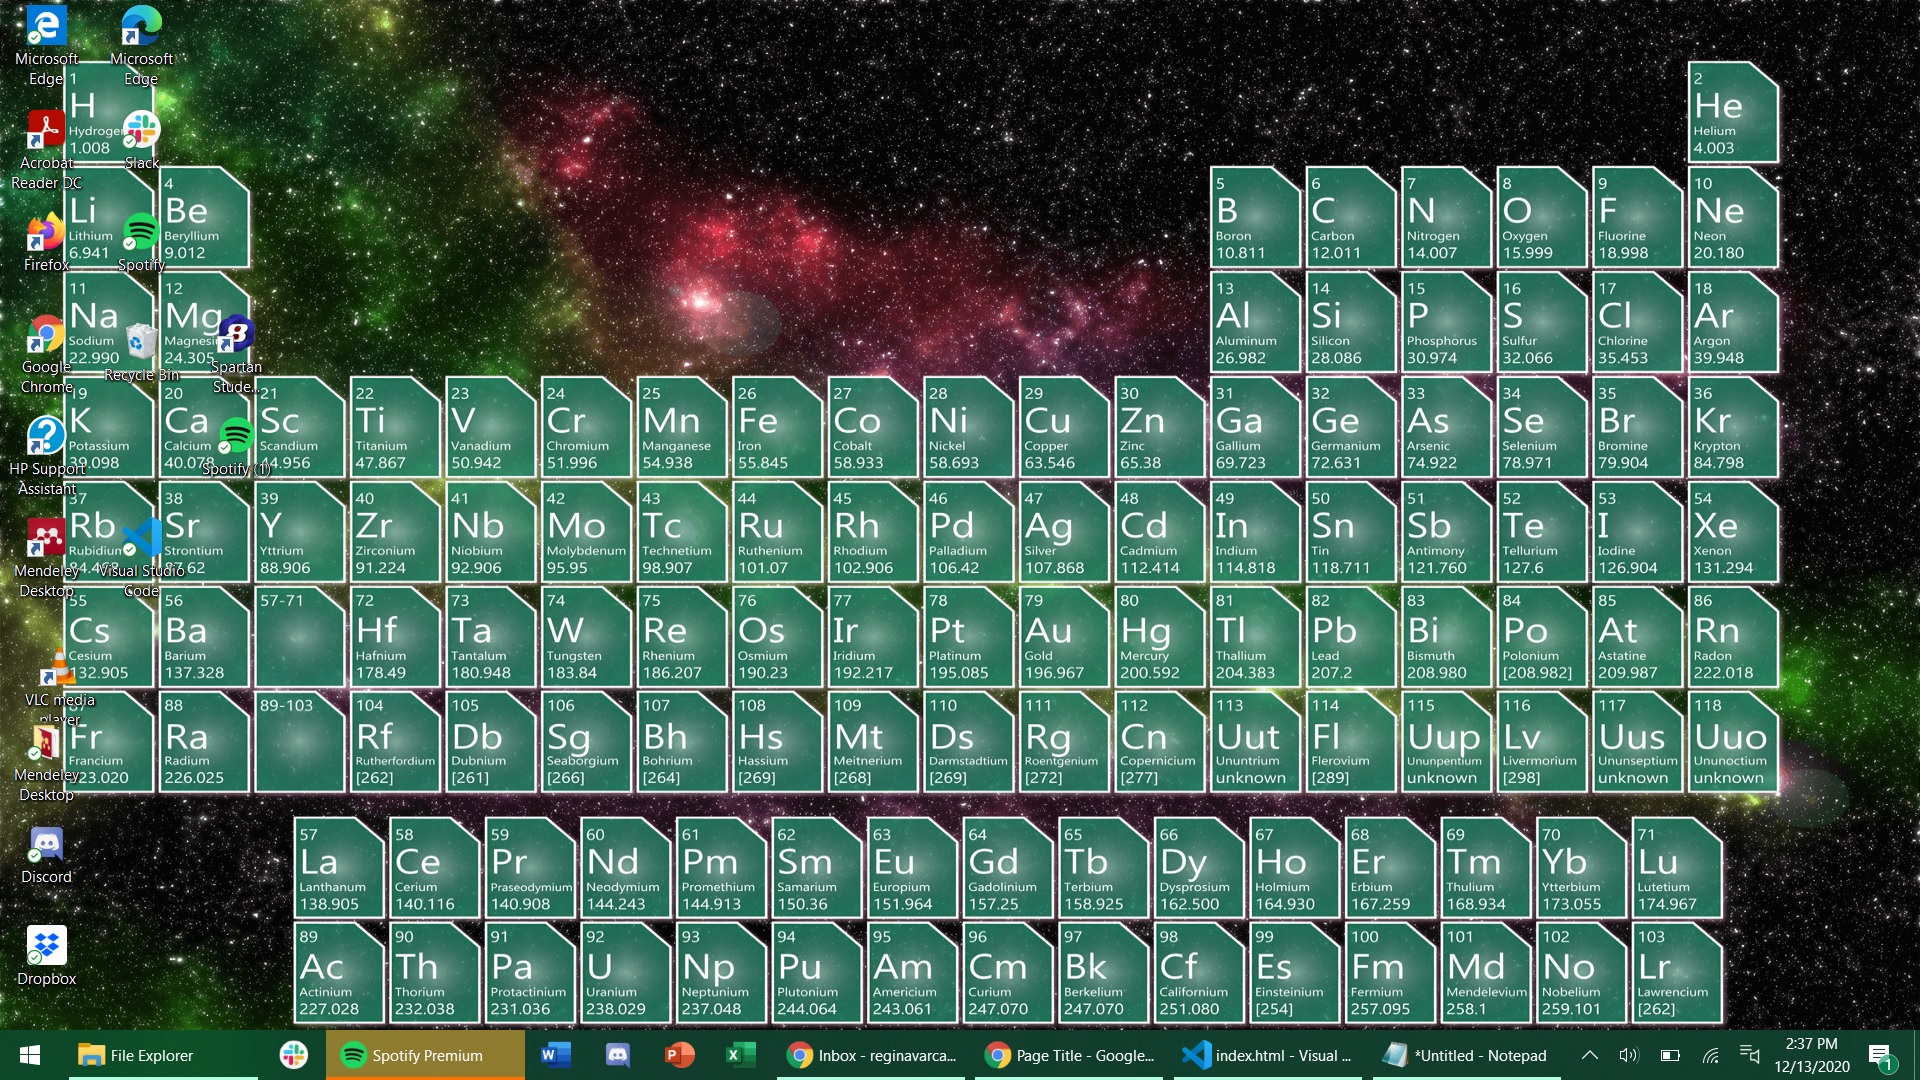 Microsoft
Edge
Microsoft
Edge
Acrobat
Reader DC
Slack
Firefox
Spotify
Google
Chrome
Recycle Bin
Spartan
Stude...
HP Support
Assistant
Spotify (1)
Mendeley
Desktop
Visual Studio
Code
VLC media
player
Mendeley
Desktop
Discord
Dropbox
1
H
Hydrogen
1.008
2
He
Helium
4.003
Li
Lithium
6.941
4
Be
Beryllium
9.012
5
B
Boron
10.811
6
C
Carbon
12.011
7
N
Nitrogen
14.007
8
O
Oxygen
15.999
9
F
Fluorine
18.998
10
Ne
Neon
20.180
11
Na
Sodium
22.990
12
Mg
Magnesi
24.305
13
Al
Aluminum
26.982
14
Si
Silicon
28.086
15
P
Phosphorus
30.974
16
S
Sulfur
32.066
17
Cl
Chlorine
35.453
18
Ar
Argon
39.948
19
K
Potassium
39.098
20
Ca
Calcium
40.078
21
Sc
Scandium
44.956
22
Ti
Titanium
47.867
23
V
Vanadium
50.942
24
Cr
Chromium
51.996
25
Mn
Manganese
54.938
26
Fe
Iron
55.845
27
Co
Cobalt
58.933
28
Ni
Nickel
58.693
29
Cu
Copper
63.546
30
Zn
Zinc
65.38
31
Ga
Gallium
69.723
32
Ge
Germanium
72.631
33
As
Arsenic
74.922
34
Se
Selenium
78.971
35
Br
Bromine
79.904
36
Kr
Krypton
84.798
37
Rb
Rubidium
38
Sr
Strontium
39
Y
Yttrium
88.906
40
Zr
Zirconium
91.224
41
Nb
Niobium
92.906
42
Mo
Molybdenum
95.95
43
Tc
Technetium
98.907
44
Ru
Ruthenium
101.07
45
Rh
Rhodium
102.906
46
Pd
Palladium
106.42
47
Ag
Silver
107.868
48
Cd
Cadmium
112.414
49
In
Indium
114.818
50
Sn
Tin
118.711
51
Sb
Antimony
121.760
52
Te
Tellurium
127.6
53
I
Iodine
126.904
54
Xe
Xenon
131.294
55
Cs
Cesium
132.905
56
Ba
Barium
137.328
57-71
72
Hf
Hafnium
178.49
73
Ta
Tantalum
180.948
74
W
Tungsten
183.84
75
Re
Rhenium
186.207
76
Os
Osmium
190.23
77
Ir
Iridium
192.217
78
Pt
Platinum
195.085
79
Au
Gold
196.967
80
Hg
Mercury
200.592
81
Tl
Thallium
204.383
82
Pb
Lead
207.2
83
Bi
Bismuth
208.980
84
Po
Polonium
[208.982]
85
At
Astatine
209.987
86
Rn
Radon
222.018
Fr
Francium
88
Ra
Radium
226.025
89-103
104
Rf
Rutherfordium
[262]
105
Db
Dubnium
[261]
106
Sg
Seaborgium
[266]
107
Bh
Bohrium
[264]
108
Hs
Hassium
[269]
109
Mt
Meitnerium
[268]
110
Ds
Darmstadtium
[269]
111
Rg
Roentgenium
[272]
112
Cn
Copernicium
[277]
113
Uut
Ununtrium
unknown
114
Fl
Flerovium
[289]
115
Uup
Ununpentium
unknown
116
Lv
Livermorium
[298]
117
Uus
Ununseptium
unknown
118
Uuo
Ununoctium
unknown
57
La
Lanthanum
138.905
58
Ce
Cerium
140.116
59
Pr
Praseodymium
140.908
60
Nd
Neodymium
144.243
61
Pm
Promethium
144.913
62
Sm
Samarium
150.36
63
Eu
Europium
151.964
64
Gd
Gadolinium
157.25
65
Tb
Terbium
158.925
66
Dy
Dysprosium
162.500
67
Ho
Holmium
164.930
68
Er
Erbium
167.259
69
Tm
Thulium
168.934
70
Yb
Ytterbium
173.055
71
Lu
Lutetium
174.967
89
Ac
Actinium
227.028
90
Th
Thorium
232.038
91
Pa
Protactinium
231.036
92
U
Uranium
238.029
93
Np
Neptunium
237.048
94
Pu
Plutonium
244.064
95
Am
Americium
243.061
96
Cm
Curium
247.070
97
Bk
Berkelium
247.070
98
Cf
Californium
251.080
99
Es
Einsteinium
[254]
100
Fm
Fermium
257.095
101
Md
Mendelevium
258.1
102
No
Nobelium
259.101
103
Lr
Lawrencium
[262]
File Explorer
Spotify Premium
Inbox - reginavarca...
Page Title - Google...
index.html - Visual ...
*Untitled - Notepad
2:37 PM
12/13/2020
1